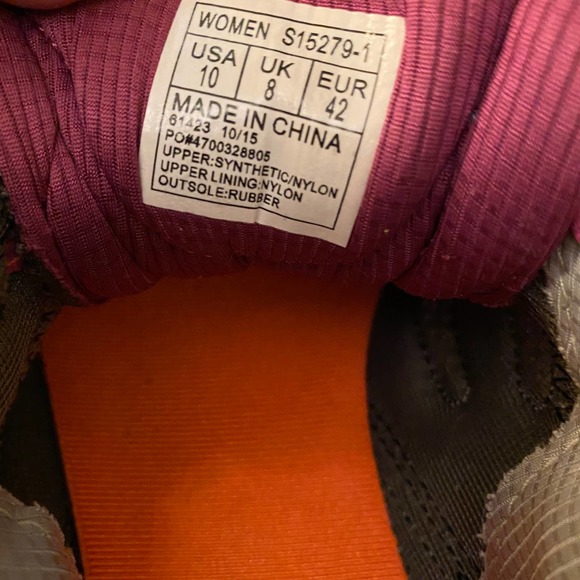 WOMEN S15279-1
USA UK EUR
10 8 42
MADE IN CHINA
61423 10/15
PO#4700328805
UPPER:SYNTHETIC/NYLON
UPPER LINING:NYLON
OUTSOLE:RUBBER